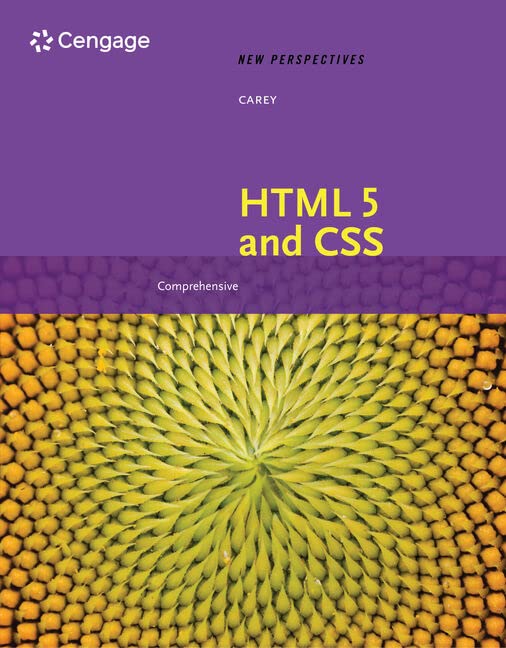 Cengage
NEW PERSPECTIVES
CAREY
HTML 5
and CSS
Comprehensive